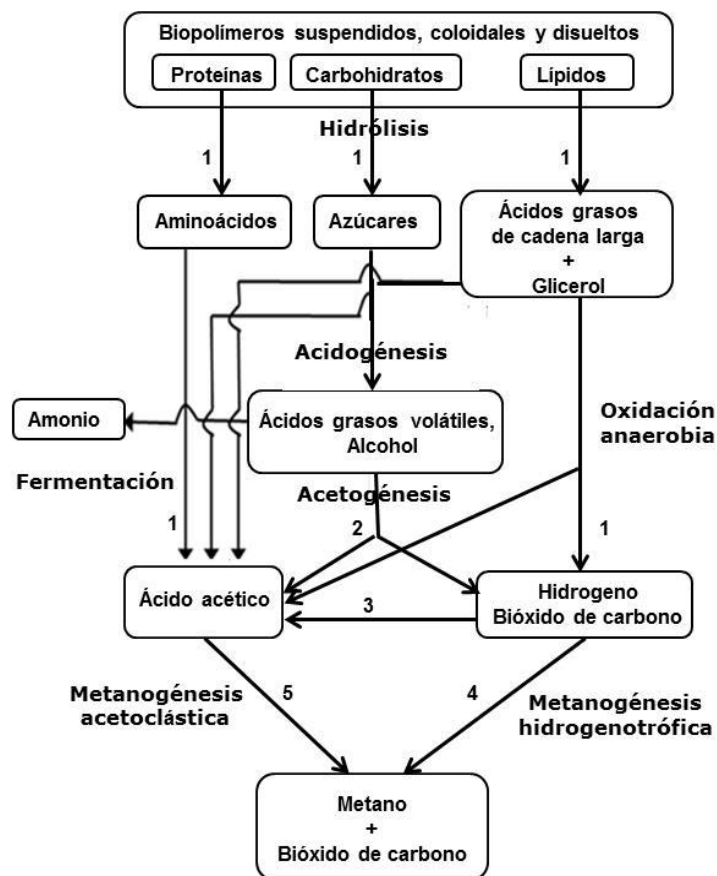 Biopolímeros suspendidos, coloidales y disueltos
Proteínas
Carbohidratos
Lípidos
Hidrólisis
1
1
1
Aminoácidos
Azúcares
Ácidos grasos
de cadena larga
+
Glicerol
Acidogénesis
Amonio
Ácidos grasos volátiles,
Alcohol
Oxidación
anaerobia
Fermentación
Acetogénesis
1
2
1
Ácido acético
3
Hidrogeno
Bióxido de carbono
Metanogénesis
acetoclástica
5
4
Metanogénesis
hidrogenotrófica
Metano
+
Bióxido de carbono